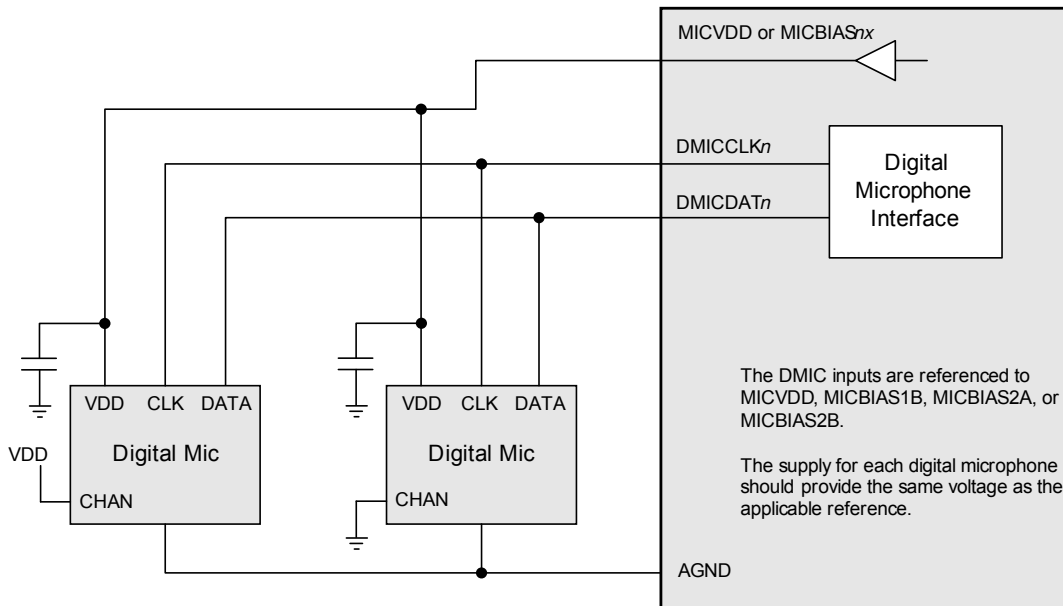 MICVDD or MICBIASnx
DMICCLKn
DMICDATn
Digital
Microphone
Interface
VDD CLK DATA
Digital Mic
VDD
CHAN
VDD CLK DATA
Digital Mic
CHAN
The DMIC inputs are referenced to
MICVDD, MICBIAS1B, MICBIAS2A, or
MICBIAS2B.
The supply for each digital microphone
should provide the same voltage as the
applicable reference.
AGND